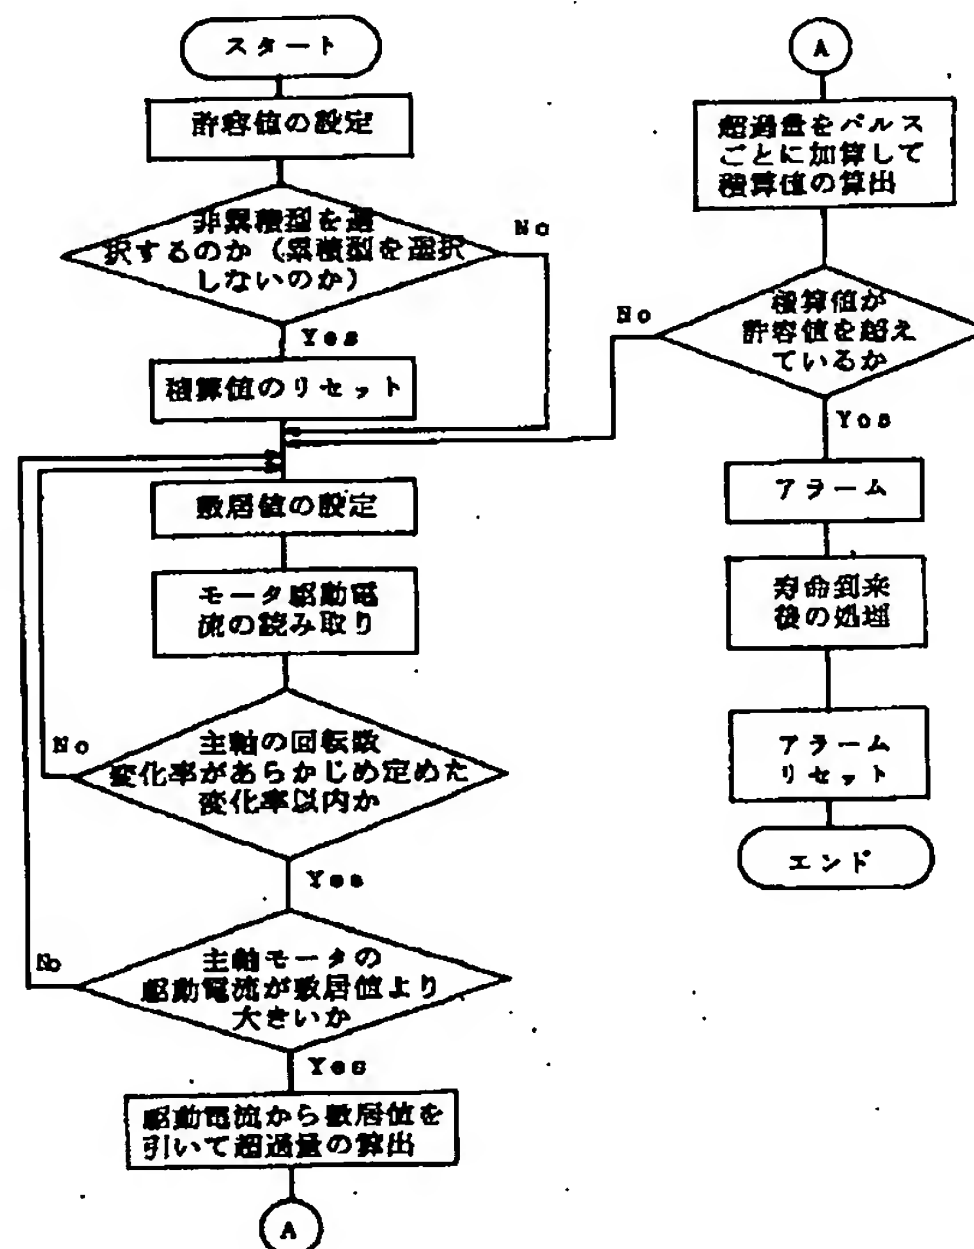 スタート
許容値の設定
非累積型を選
択するのか(累積型を選択
しないのか)
No
Yes
積算値のリセット
敷居値の設定
モータ駆動電
流の読み取り
主軸の回転数
変化率があらかじめ定めた
変化率以内か
No
Yes
主軸モータの
駆動電流が敷居値より
大きいか
No
Yes
駆動電流から敷居値を
引いて超過量の算出
A
A
超過量をパルス
ごとに加算して
積算値の算出
積算値が
許容値を超え
ているか
No
Yes
アラーム
寿命到来
後の処理
アラーム
リセット
エンド